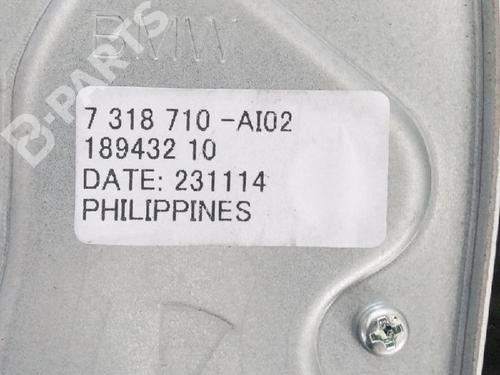 BMW
B-PARTS
7 318 710 -AI02
189432 10
DATE: 231114
PHILIPPINES